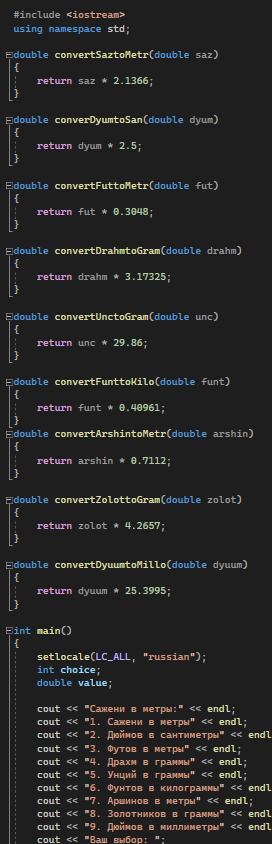 #include <iostream>
using namespace std;
double convertSaztoMetr(double saz)
{
return saz * 2.1366;
}
double convertDyumtoSan(double dyum)
{
return dyum * 2.5;
}
double convertFuttoMetr(double fut)
{
return fut * 0.3048;
}
double convertDrahmtoGram(double drahm)
{
return drahm * 3.17325;
}
double convertUnctoGram(double unc)
{
return unc * 29.86;
}
double convertFunttoKilo(double funt)
{
return funt * 0.40961;
}
double convertArshintoMetr(double arshin)
{
return arshin * 0.7112;
}
double convertZolottoGram(double zolot)
{
return zolot * 4.2657;
}
double convertDyuumtoMillo(double dyuum)
{
return dyuum * 25.3995;
}
int main()
{
setlocale(LC_ALL, "russian");
int choice;
double value;
cout << "Сажени в метры:" << endl;
cout << "1. Сажени в метры" << endl;
cout << "2. Дюймов в сантиметры" << endl
cout << "3. Футов в метры" << endl;
cout << "4. Драхм в граммы" << endl;
cout << "5. Унций в граммы" << endl;
cout << "6. Фунтов в килограммы" << endl
cout << "7. Аршинов в метры" << endl;
cout << "8. Золотников в граммы" << endl
cout << "9. Дюймов в миллиметры" << endl
cout << "Ваш выбор: ";